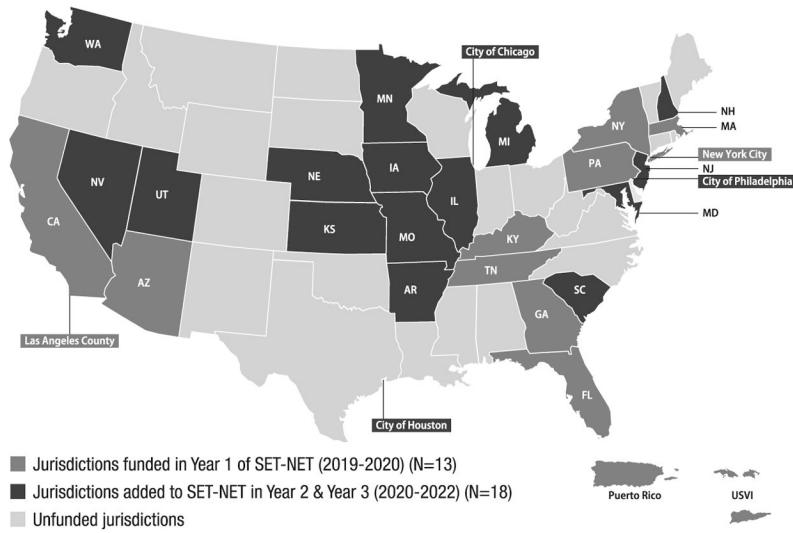 WA
City of Chicago
MN
MI
NH
NY
MA
IA
New York City
NE
PA
NJ
NV
UT
IL
City of Philadelphia
CA
KS
MO
KY
MD
TN
AZ
AR
SC
GA
Los Angeles County
FL
City of Houston
Jurisdictions funded in Year 1 of SET-NET (2019-2020) (N=13)
Jurisdictions added to SET-NET in Year 2 & Year 3 (2020-2022) (N=18)
Unfunded jurisdictions
Puerto Rico
USVI